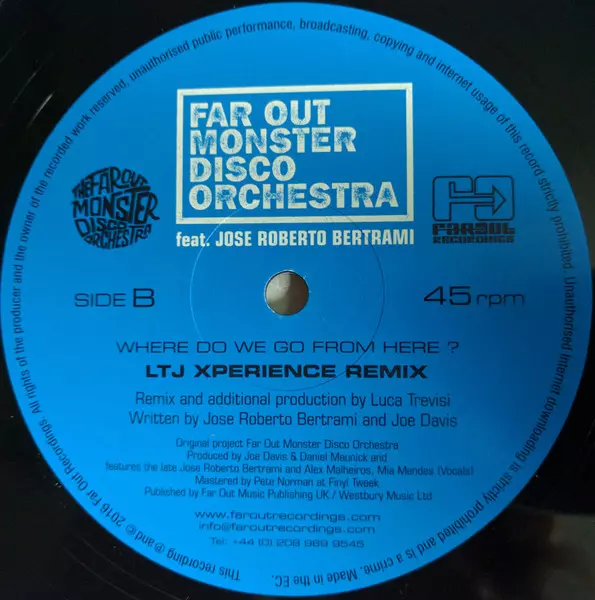 FAR OUT
MONSTER
DISCO
ORCHESTRA
feat. JOSE ROBERTO BERTRAMI
THE FAR OUT
MONSTER
DISCO
ORCHESTRA
FAROUT
RECORDINGS
SIDE B
45 rpm
WHERE DO WE GO FROM HERE ?
LTJ XPERIENCE REMIX
Remix and additional production by Luca Trevisi
Written by Jose Roberto Bertrami and Joe Davis
Original project Far Out Monster Disco Orchestra
Produced by Joe Davis & Daniel Maunick and
features the late Jose Roberto Bertrami and Alex Malheiros, Mia Mendes (Vocals)
Mastered by Pete Norman at Finyl Tweek
Published by Far Out Music Publishing UK / Westbury Music Ltd
www.faroutrecordings.com
info@faroutrecordings.com
Tel: +44 (0) 208 969 9545
This recording ℗ and © 2016 Far Out Recordings. All rights of the producer and the owner of the recorded work reserved, unauthorised public performance, broadcasting, copying and internet usage of this record strictly prohibited. Unauthorised internet downloading is strictly prohibited and is a crime. Made in the EC.